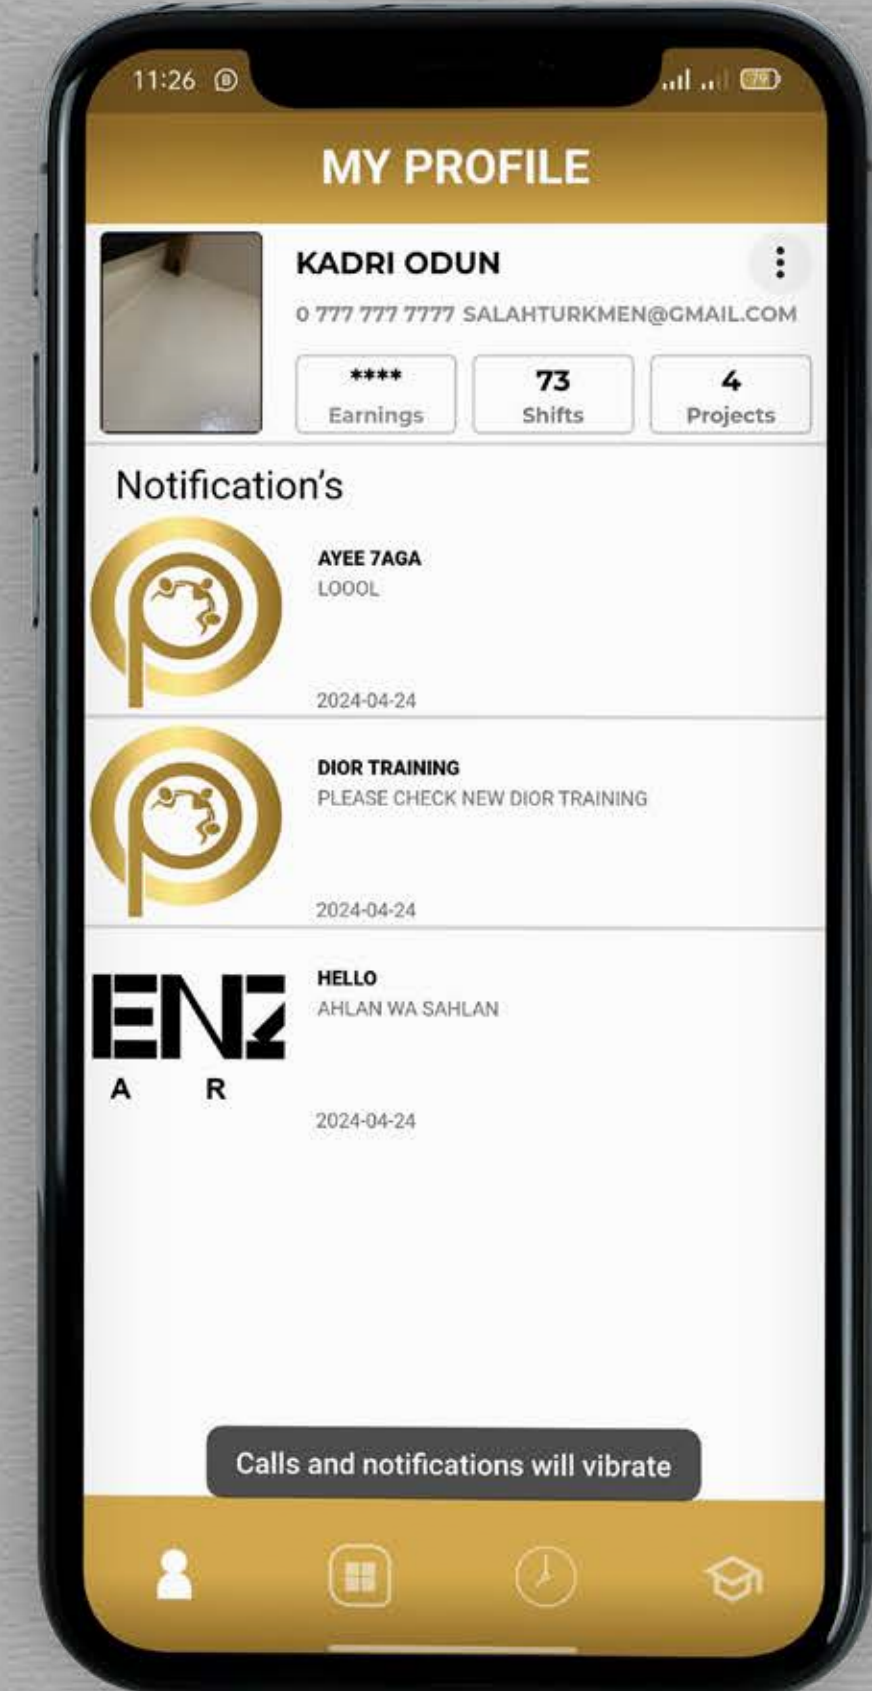 11:26
79
MY PROFILE
KADRI ODUN
0 777 777 7777 SALAHTURKMEN@GMAIL.COM
**** 73 4
Earnings Shifts Projects
Notification's
AYEE 7AGA
LOOOL
2024-04-24
DIOR TRAINING
PLEASE CHECK NEW DIOR TRAINING
2024-04-24
HELLO
AHLAN WA SAHLAN
ENZ
A R
2024-04-24
Calls and notifications will vibrate